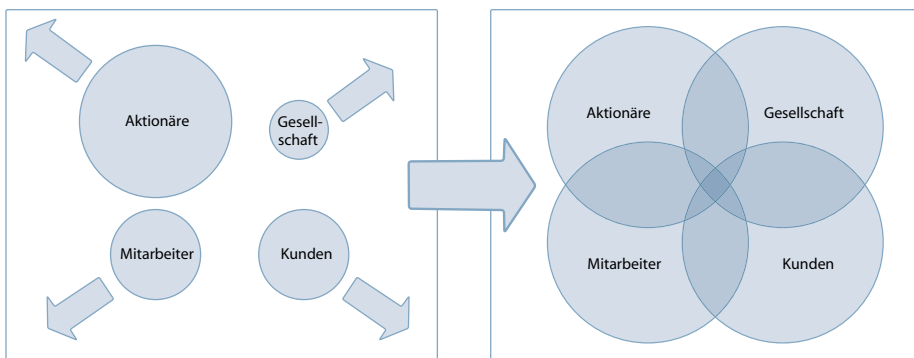 Aktionäre
Gesell-
schaft
Mitarbeiter
Kunden
Aktionäre
Gesellschaft
Mitarbeiter
Kunden